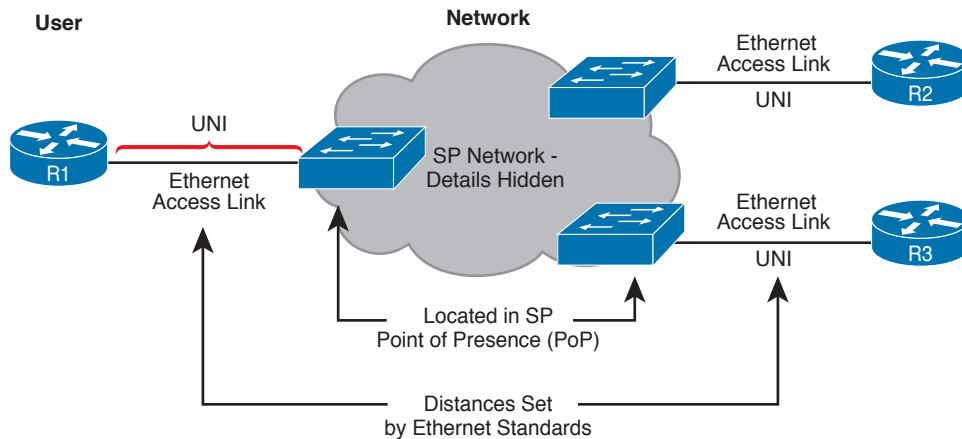 User
Network
UNI
R1
Ethernet
Access Link
SP Network -
Details Hidden
Ethernet
Access Link
UNI
R2
Ethernet
Access Link
UNI
R3
Located in SP
Point of Presence (PoP)
Distances Set
by Ethernet Standards